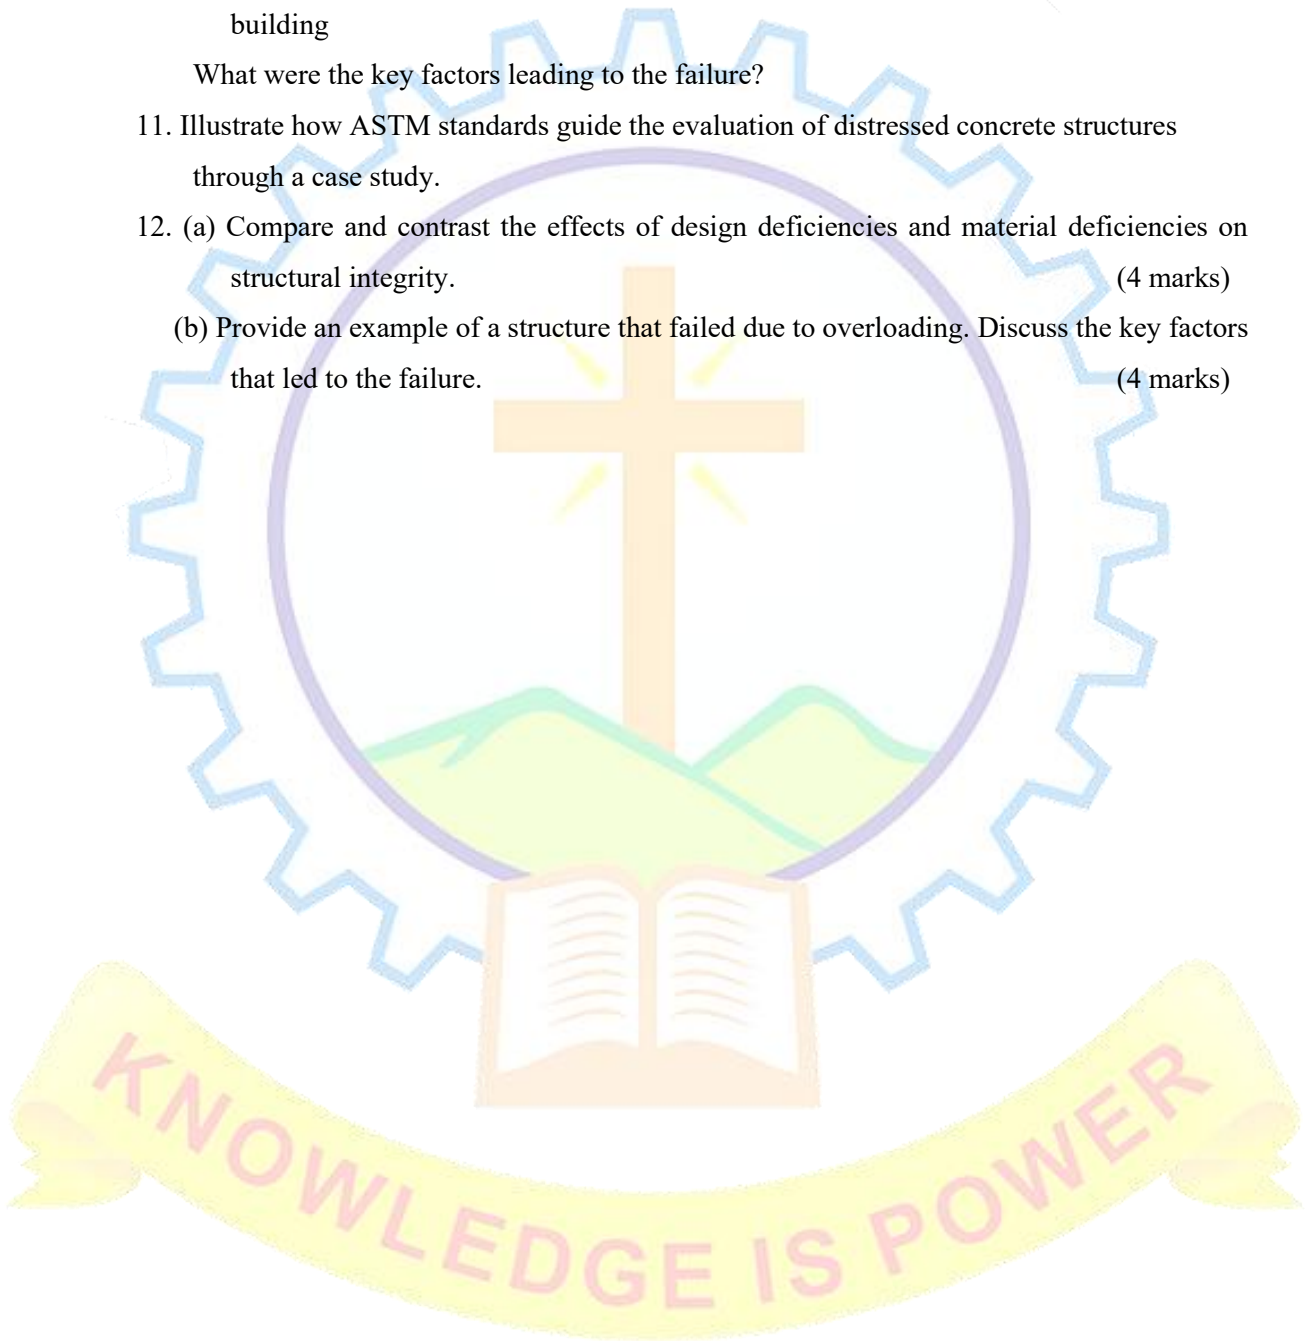 building
What were the key factors leading to the failure?
11. Illustrate how ASTM standards guide the evaluation of distressed concrete structures
through a case study.
12. (a) Compare and contrast the effects of design deficiencies and material deficiencies on
structural integrity. (4 marks)
(b) Provide an example of a structure that failed due to overloading. Discuss the key factors
that led to the failure. (4 marks)
KNOWLEDGE IS POWER